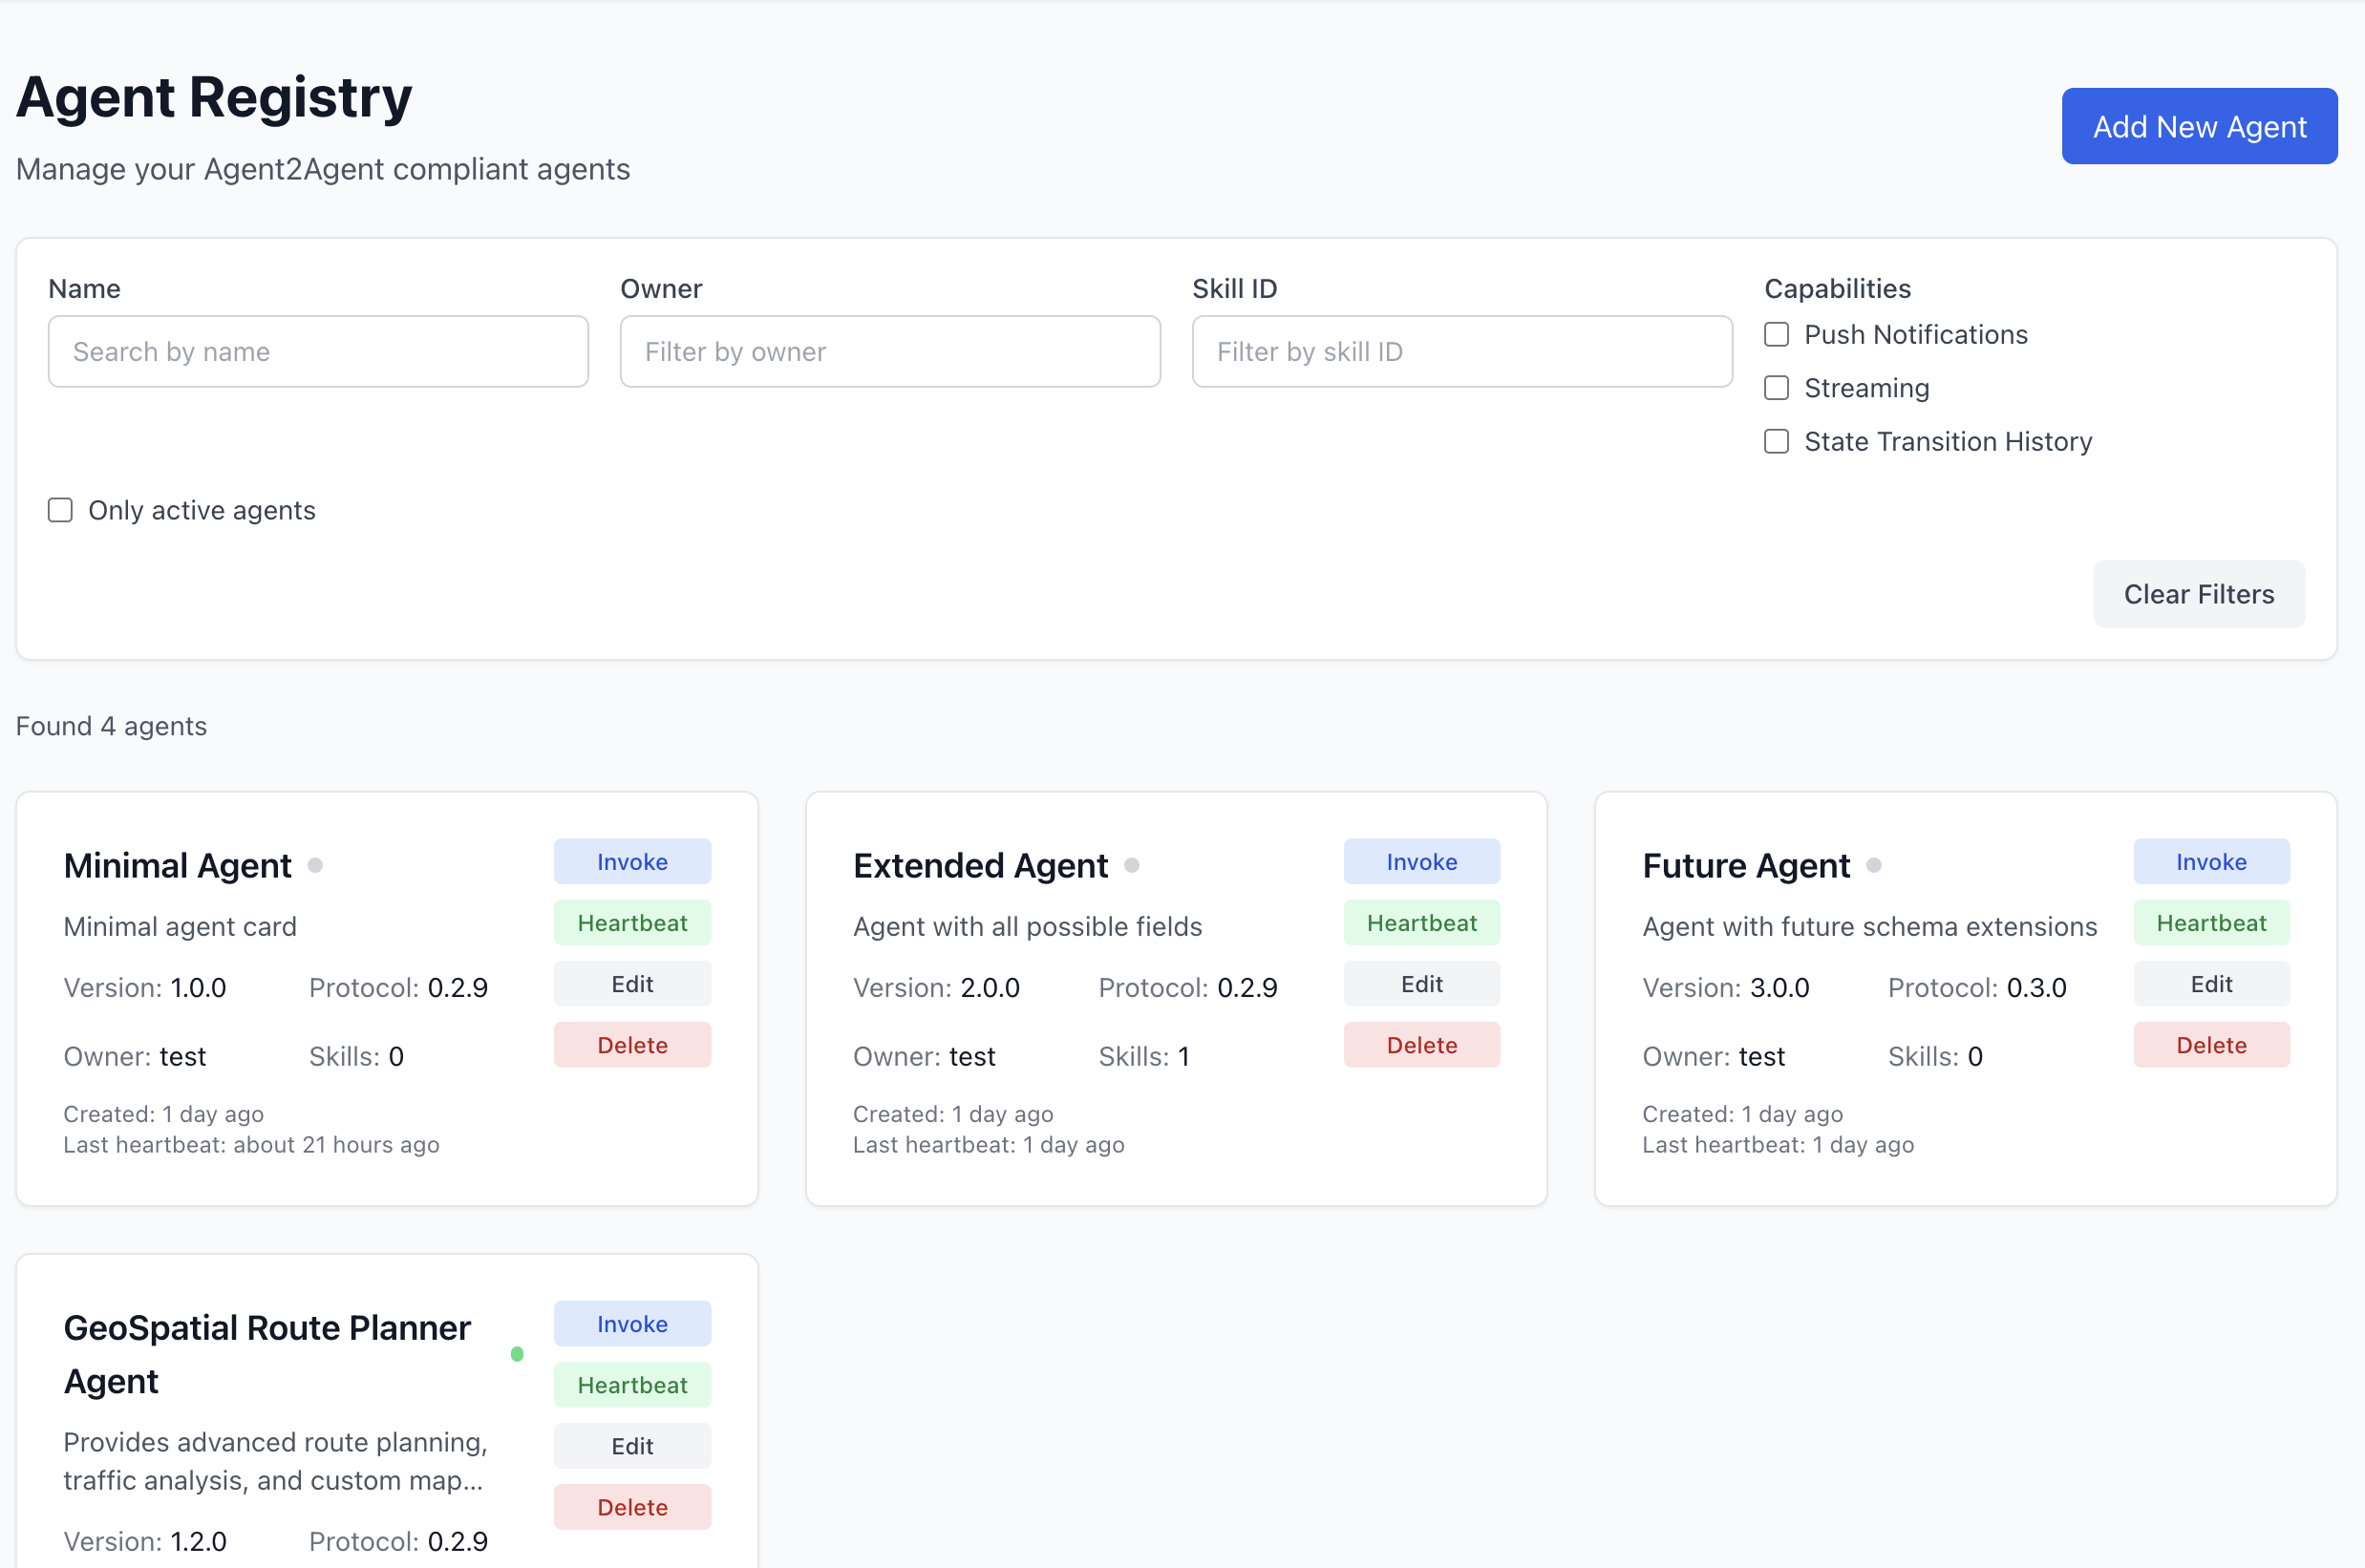 Agent Registry
Manage your Agent2Agent compliant agents
Add New Agent
Name
Search by name
Owner
Filter by owner
Skill ID
Filter by skill ID
Capabilities
Push Notifications
Streaming
State Transition History
Only active agents
Clear Filters
Found 4 agents
Minimal Agent
Minimal agent card
Version: 1.0.0
Protocol: 0.2.9
Owner: test
Skills: 0
Created: 1 day ago
Last heartbeat: about 21 hours ago
Invoke
Heartbeat
Edit
Delete
Extended Agent
Agent with all possible fields
Version: 2.0.0
Protocol: 0.2.9
Owner: test
Skills: 1
Created: 1 day ago
Last heartbeat: 1 day ago
Invoke
Heartbeat
Edit
Delete
Future Agent
Agent with future schema extensions
Version: 3.0.0
Protocol: 0.3.0
Owner: test
Skills: 0
Created: 1 day ago
Last heartbeat: 1 day ago
Invoke
Heartbeat
Edit
Delete
GeoSpatial Route Planner
Agent
Provides advanced route planning,
traffic analysis, and custom map...
Version: 1.2.0
Protocol: 0.2.9
Invoke
Heartbeat
Edit
Delete